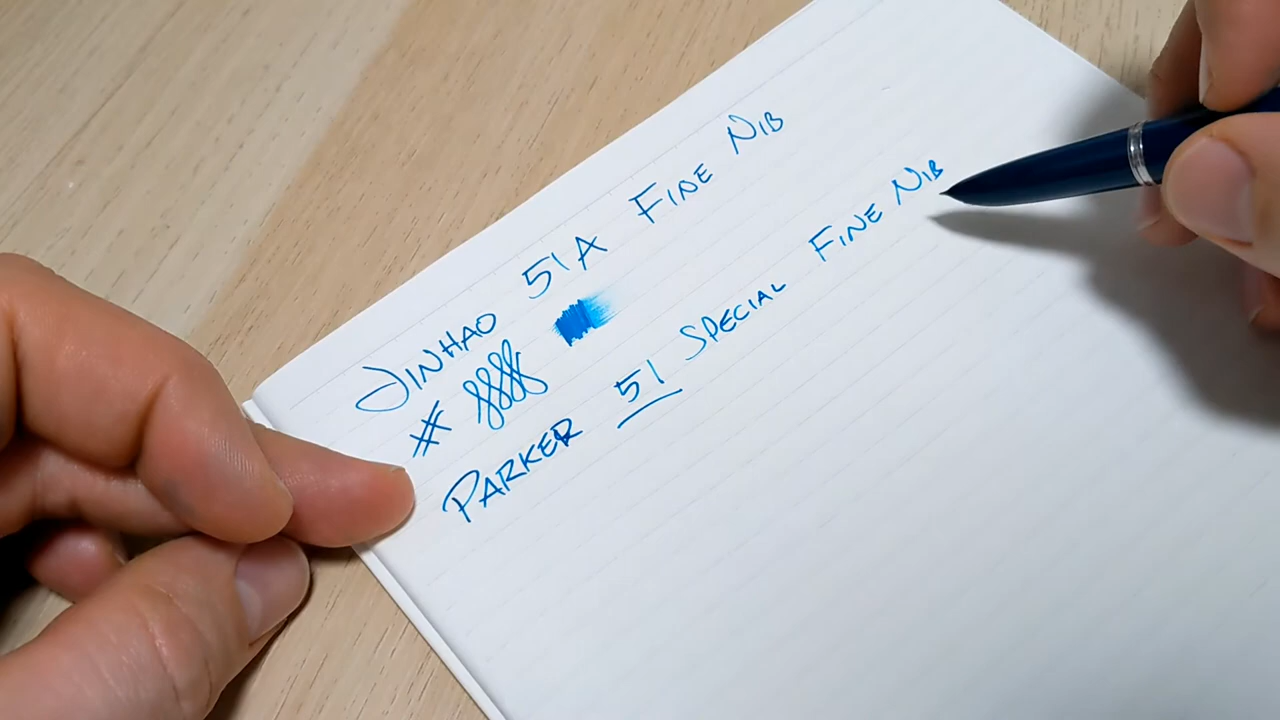 JINHAO 51A FINE NIB
#
PARKER 51 SPECIAL FINE NIB